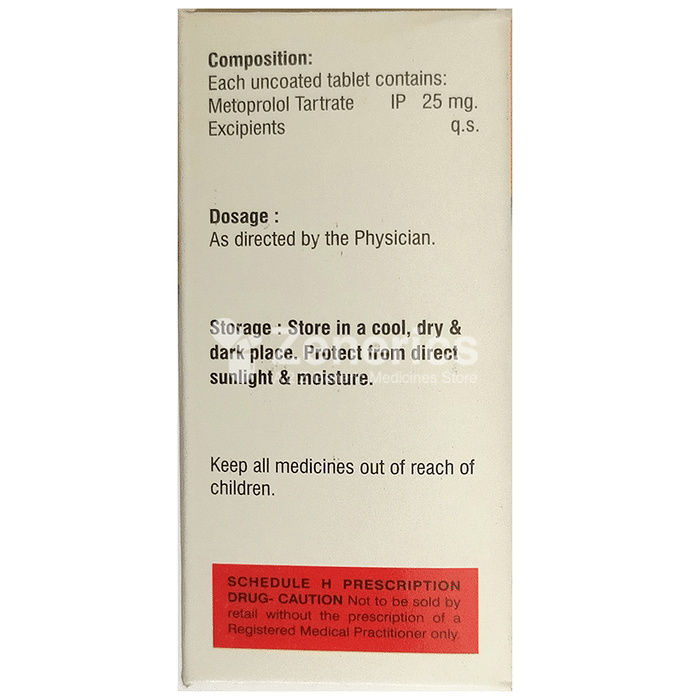 Composition:
Each uncoated tablet contains:
Metoprolol Tartrate IP 25 mg.
Excipients q.s.
Dosage :
As directed by the Physician.
Storage : Store in a cool, dry &
dark place. Protect from direct
sunlight & moisture.
Medicines Store
Keep all medicines out of reach of
children.
SCHEDULE H PRESCRIPTION
DRUG- CAUTION Not to be sold by
retail without the prescription of a
Registered Medical Practitioner only.